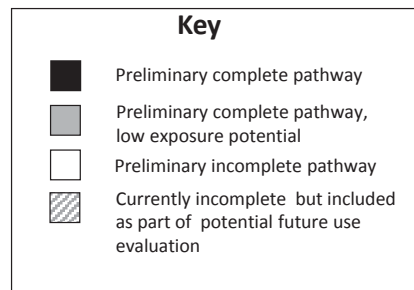 Key
Preliminary complete pathway
Preliminary complete pathway,
low exposure potential
Preliminary incomplete pathway
Currently incomplete but included
as part of potential future use
evaluation